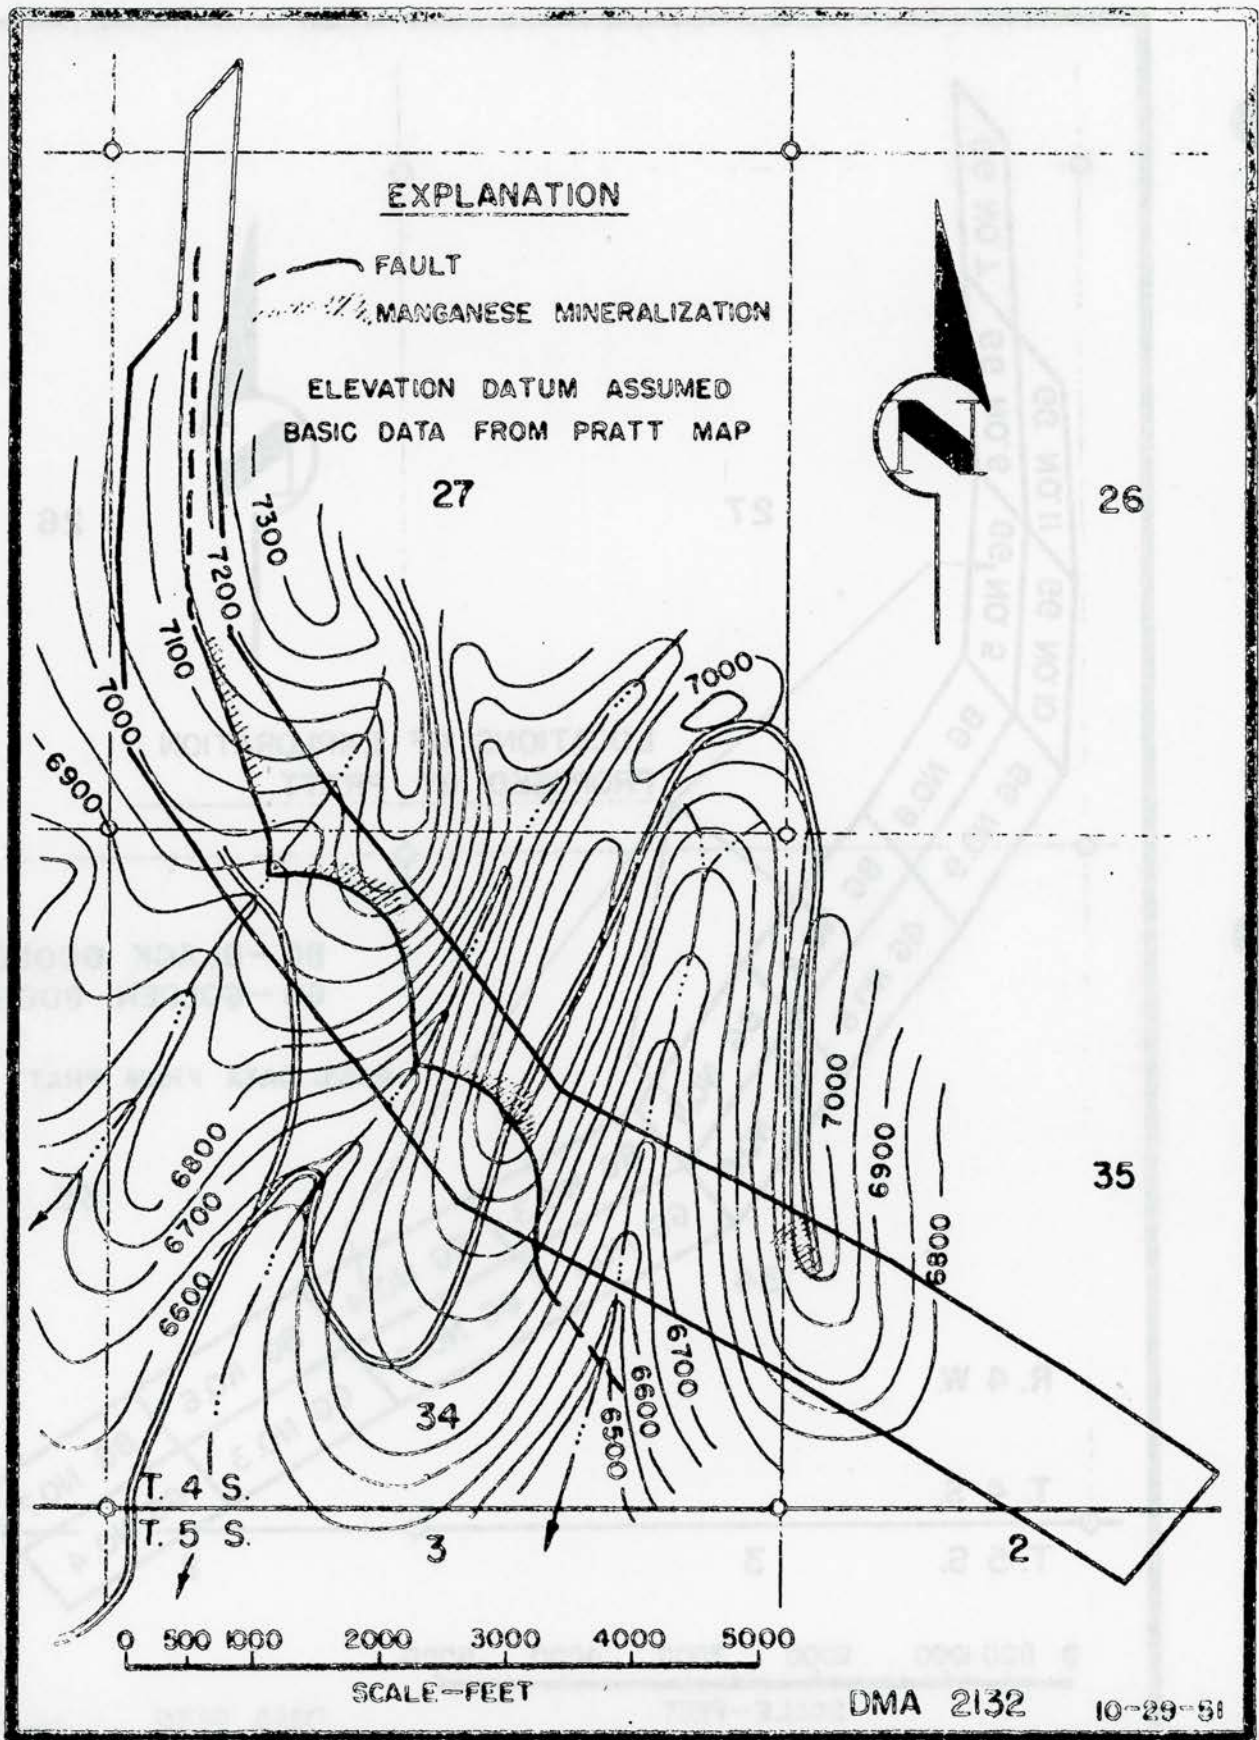 EXPLANATION
FAULT
MANGANESE MINERALIZATION
ELEVATION DATUM ASSUMED
BASIC DATA FROM PRATT MAP
N
27
26
7300
7200
7100
7000
6900
7000
7000
6900
6800
35
6800
6700
6600
6700
6600
6500
34
T. 4 S.
T. 5 S.
3
2
0 500 1000 2000 3000 4000 5000
SCALE-FEET
DMA 2132
10-29-51